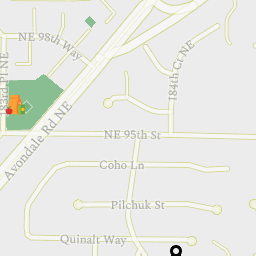 NE 98th Way
184th Ct NE
183rd Pl NE
Avondale Rd NE
NE 95th St
Coho Ln
Pilchuk St
Quinalt Way